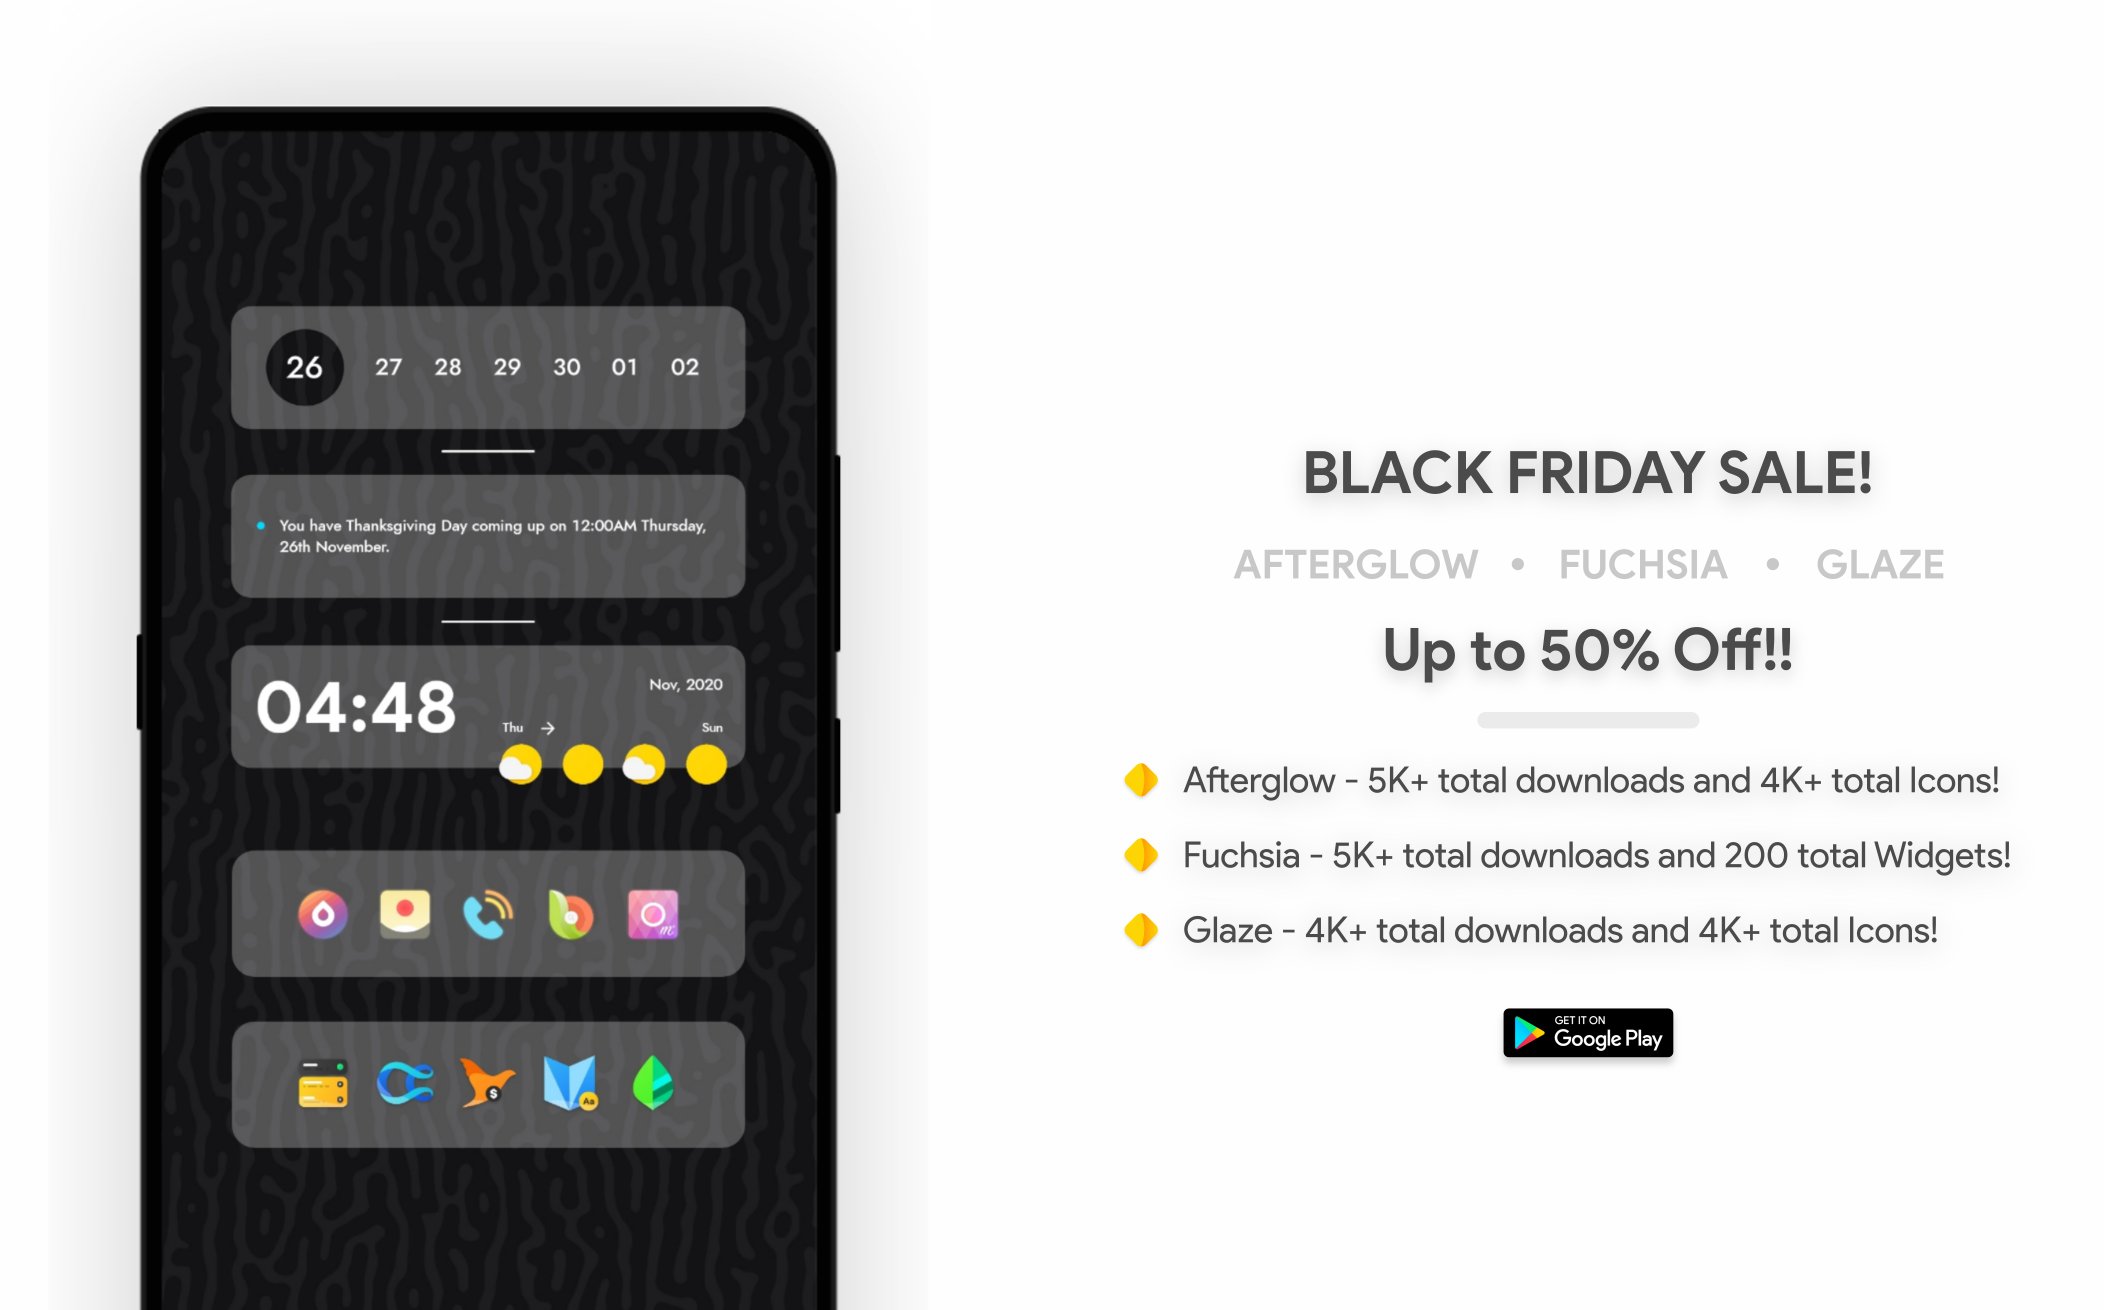 26 27 28 29 30 01 02
You have Thanksgiving Day coming up on 12:00AM Thursday,
26th November.
04:48
Nov, 2020
Thu → Sun
m
$
Aa
BLACK FRIDAY SALE!
AFTERGLOW • FUCHSIA • GLAZE
Up to 50% Off!!
Afterglow - 5K+ total downloads and 4K+ total Icons!
Fuchsia - 5K+ total downloads and 200 total Widgets!
Glaze - 4K+ total downloads and 4K+ total Icons!
GET IT ON
Google Play